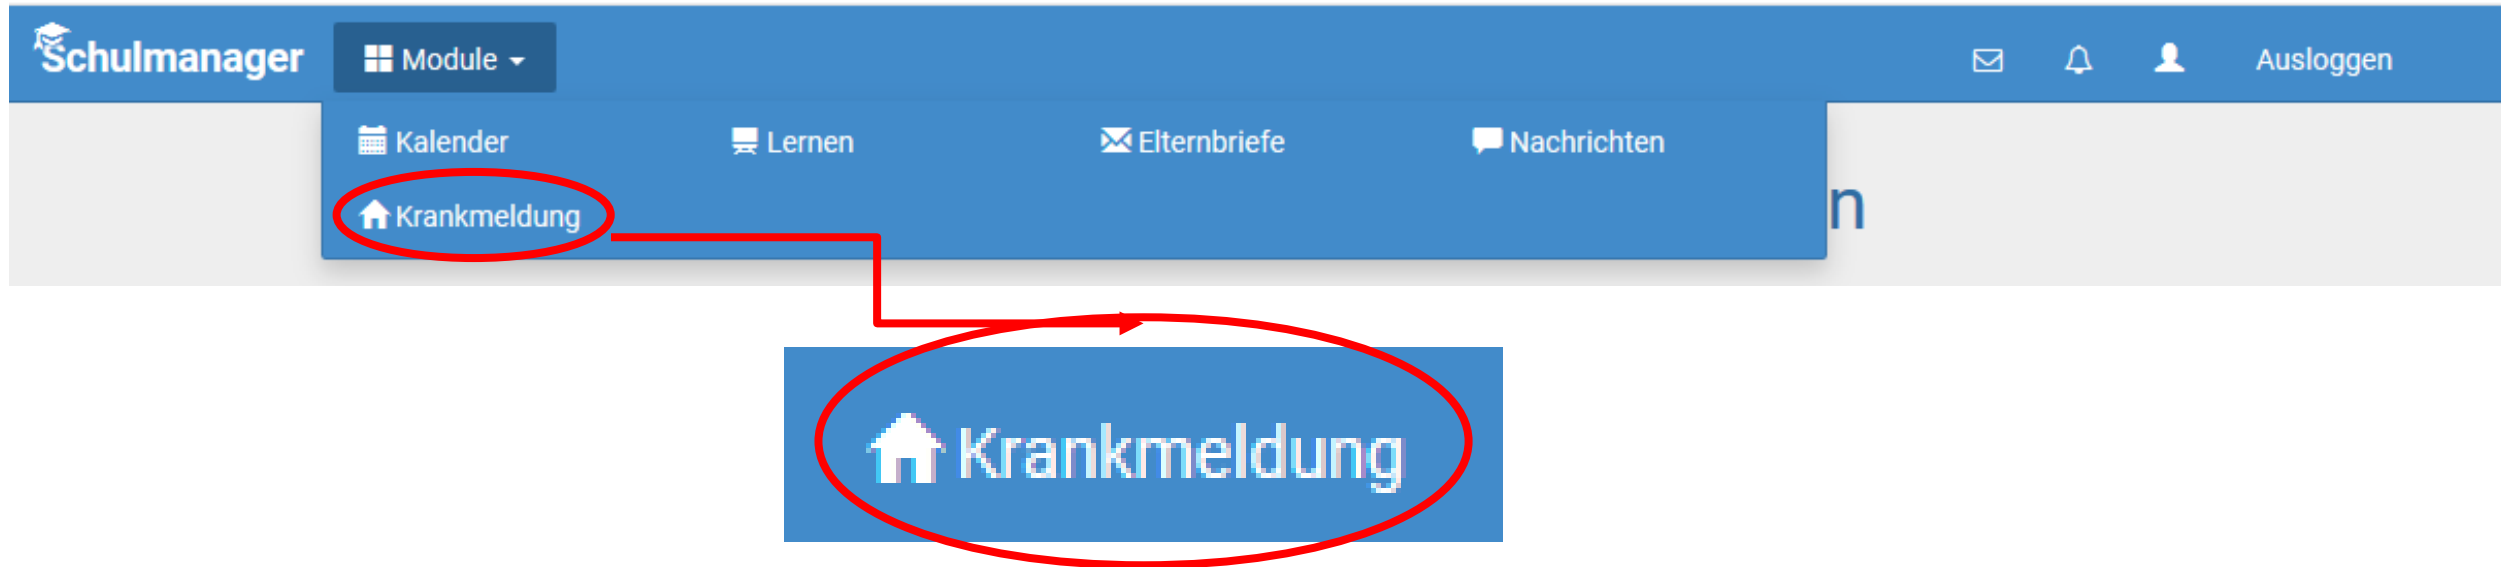 Schulmanager Module Ausloggen
Kalender Lernen Elternbriefe Nachrichten
Krankmeldung
n
Krankmeldung